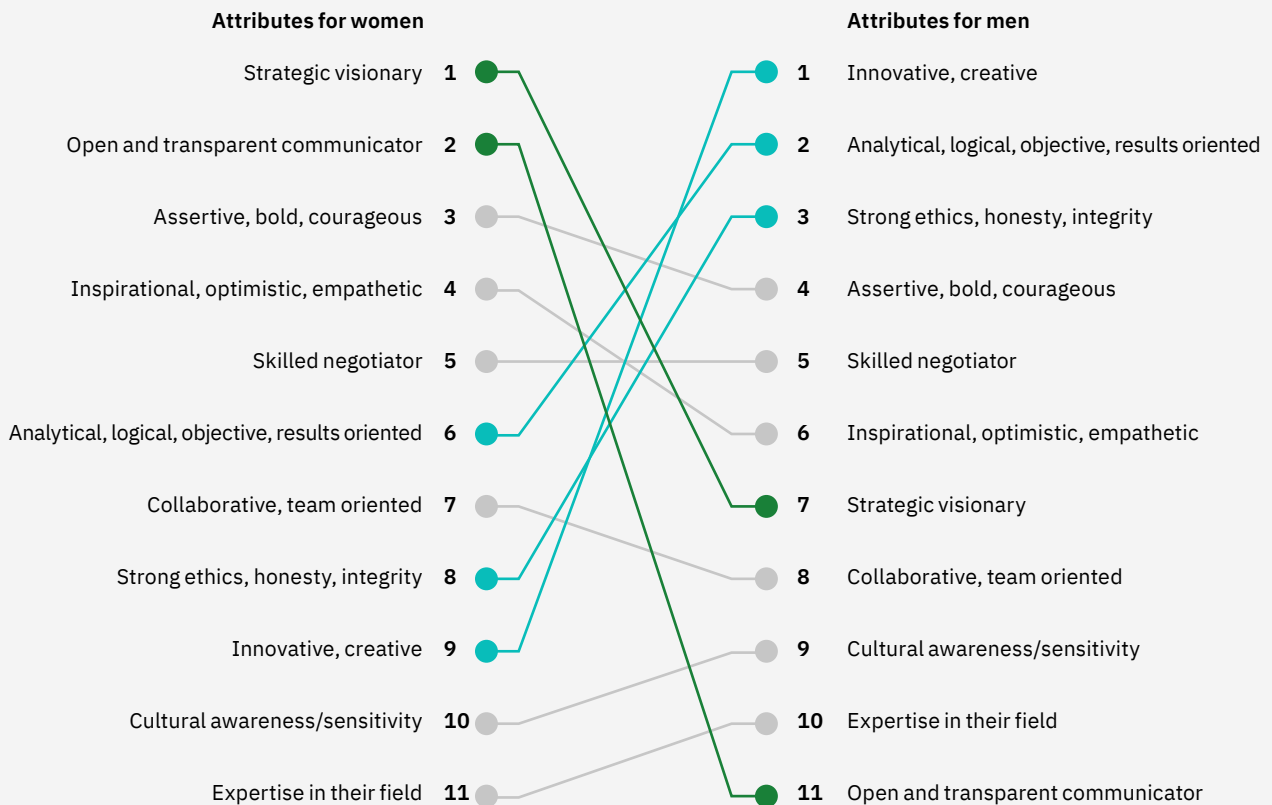 Attributes for women Attributes for men
Strategic visionary 1 1 Innovative, creative
Open and transparent communicator 2 2 Analytical, logical, objective, results oriented
Assertive, bold, courageous 3 3 Strong ethics, honesty, integrity
Inspirational, optimistic, empathetic 4 4 Assertive, bold, courageous
Skilled negotiator 5 5 Skilled negotiator
Analytical, logical, objective, results oriented 6 6 Inspirational, optimistic, empathetic
Collaborative, team oriented 7 7 Strategic visionary
Strong ethics, honesty, integrity 8 8 Collaborative, team oriented
Innovative, creative 9 9 Cultural awareness/sensitivity
Cultural awareness/sensitivity 10 10 Expertise in their field
Expertise in their field 11 11 Open and transparent communicator